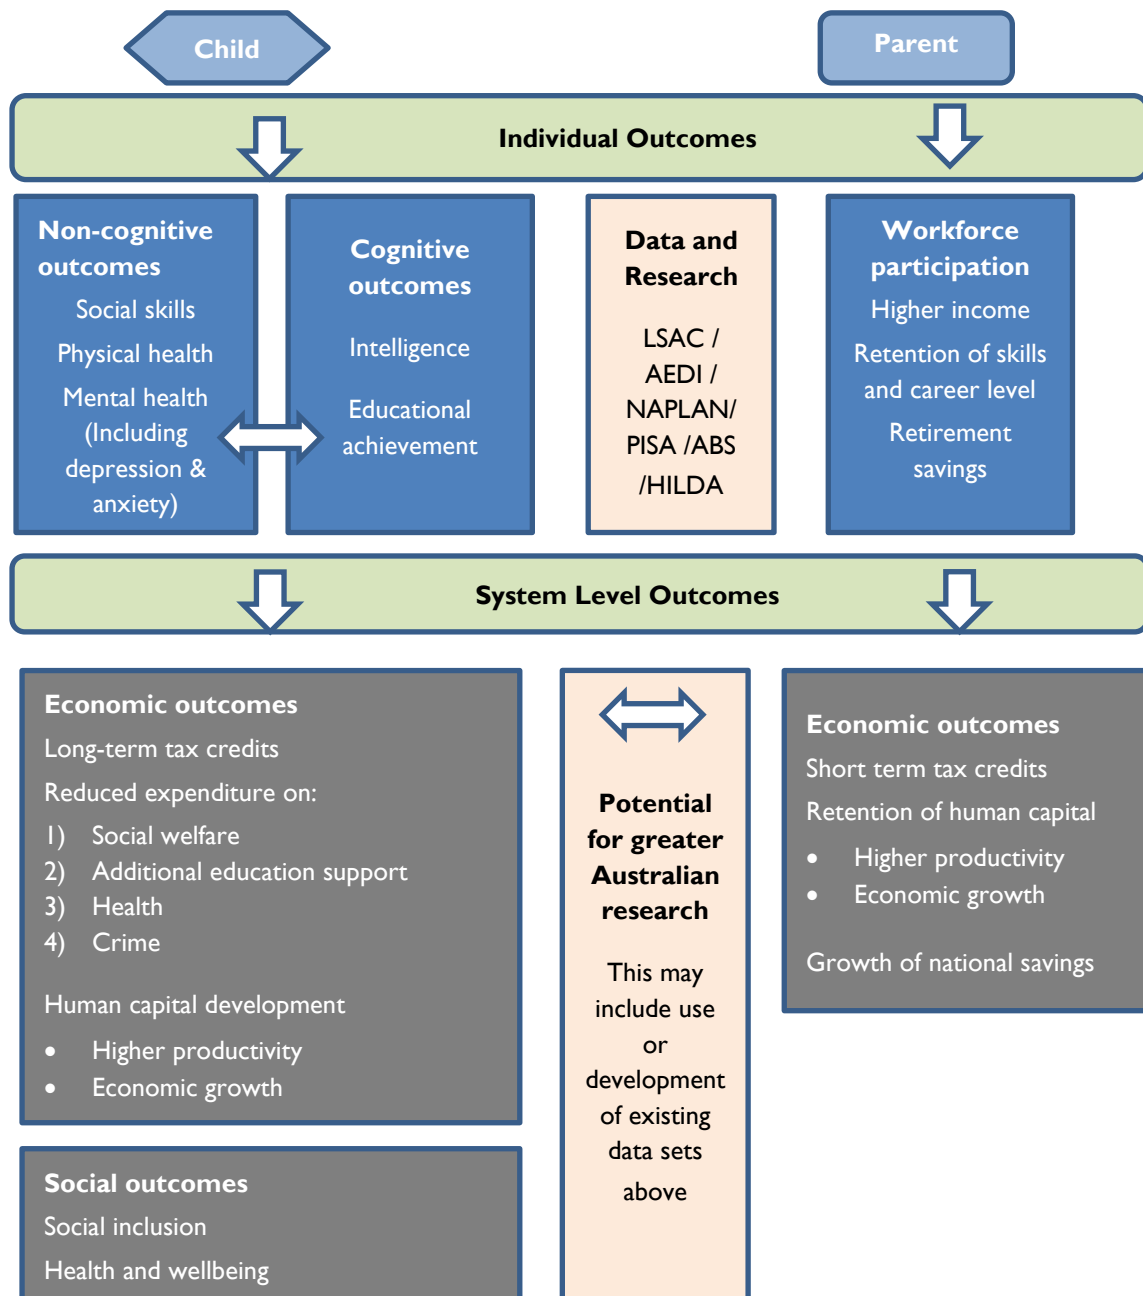 Child
Parent
Individual Outcomes
Non-cognitive
outcomes
Social skills
Physical health
Mental health
(Including
depression &
anxiety)
Cognitive
outcomes
Intelligence
Educational
achievement
Data and
Research
LSAC /
AEDI /
NAPLAN/
PISA /ABS
/HILDA
Workforce
participation
Higher income
Retention of skills
and career level
Retirement
savings
System Level Outcomes
Economic outcomes
Long-term tax credits
Reduced expenditure on:
1) Social welfare
2) Additional education support
3) Health
4) Crime
Human capital development
• Higher productivity
• Economic growth
Social outcomes
Social inclusion
Health and wellbeing
Potential
for greater
Australian
research
This may
include use
or
development
of existing
data sets
above
Economic outcomes
Short term tax credits
Retention of human capital
• Higher productivity
• Economic growth
Growth of national savings